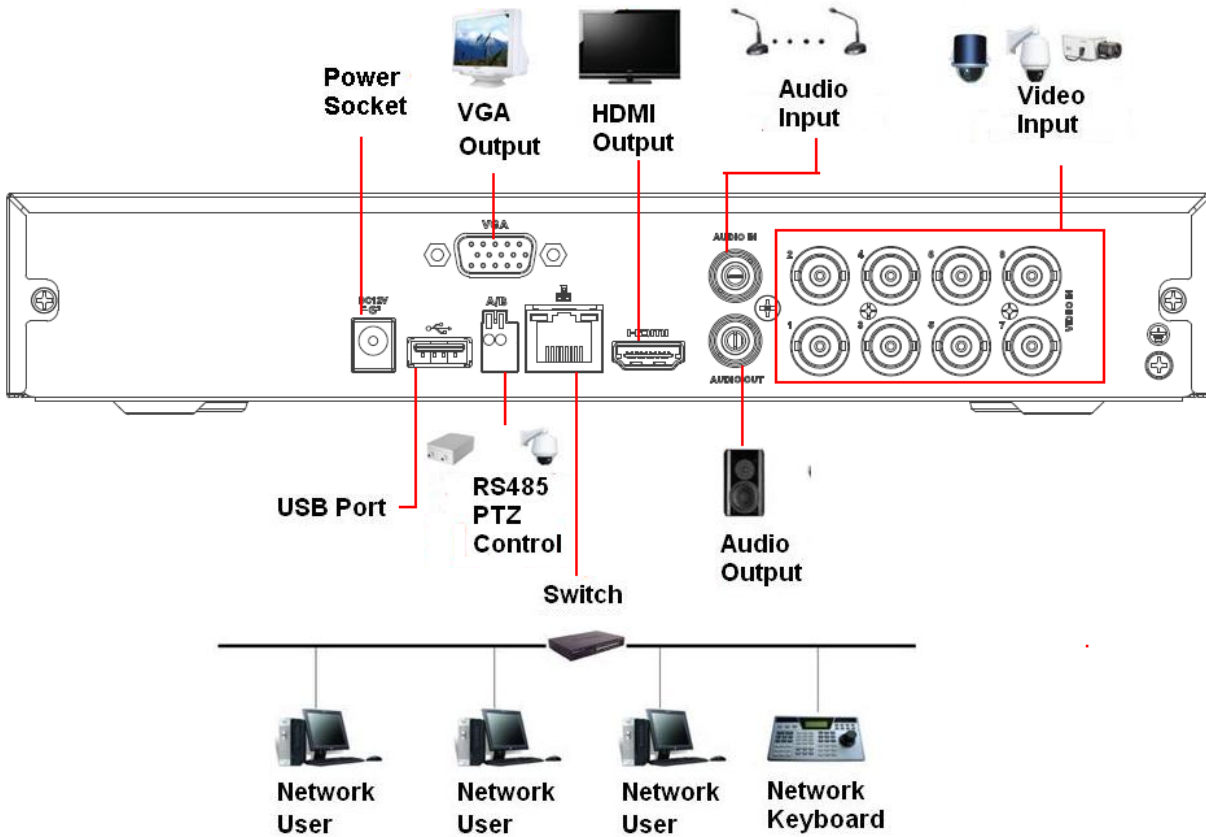 Power
Socket
VGA
Output
HDMI
Output
Audio
Input
Video
Input
VGA
AUDIO IN
2
4
6
8
DC12V
A/B
HDMI
VIDEO IN
1
3
5
7
AUDIO OUT
USB Port
RS485
PTZ
Control
Audio
Output
Switch
Network
User
Network
User
Network
User
Network
Keyboard